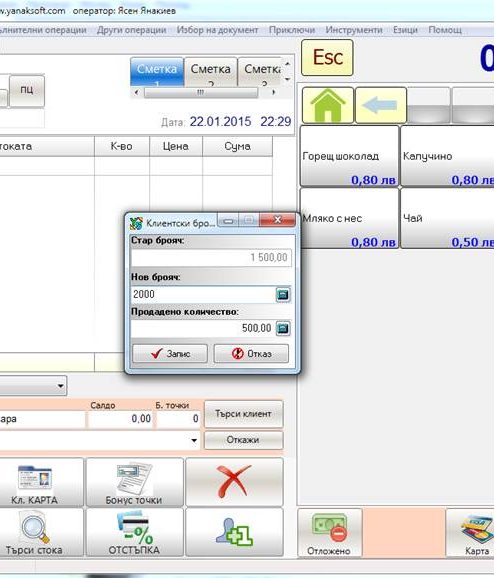 w.yanaksoft.com оператор: Ясен Янакиев
ълнителни операции Други операции Избор на документ Приключени Инструменти Езици Помощ
Сметка 1 Сметка 2 Сметка
Esc
0
пц
Дата: 22.01.2015 22:29
токата К-во Цена Сума
Горещ шоколад
0,80 лв
Капучино
0,80 лв
Мляко с нес
0,80 лв
Чай
0,50 лв
Клиентски бро...
Стар брояч:
1 500,00
Нов брояч:
2000
Продадено количество:
500,00
Запис Отказ
Салдо Б. точки
ара 0,00 0
Търси клиент
Откажи
Кл. КАРТА
Бонус точки
Търси стока
ОТСТЪПКА
+1
Отложено
Карта